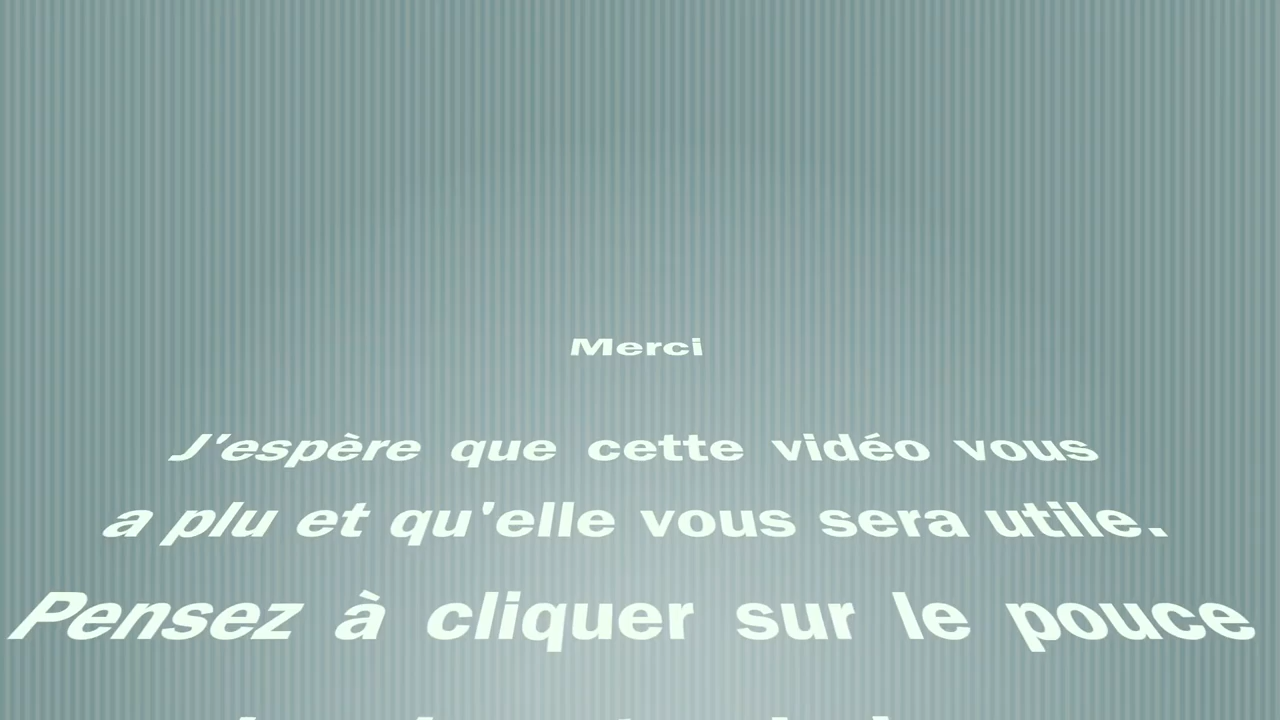 Merci
J'espère que cette vidéo vous
a plu et qu'elle vous sera utile.
Pensez à cliquer sur le pouce